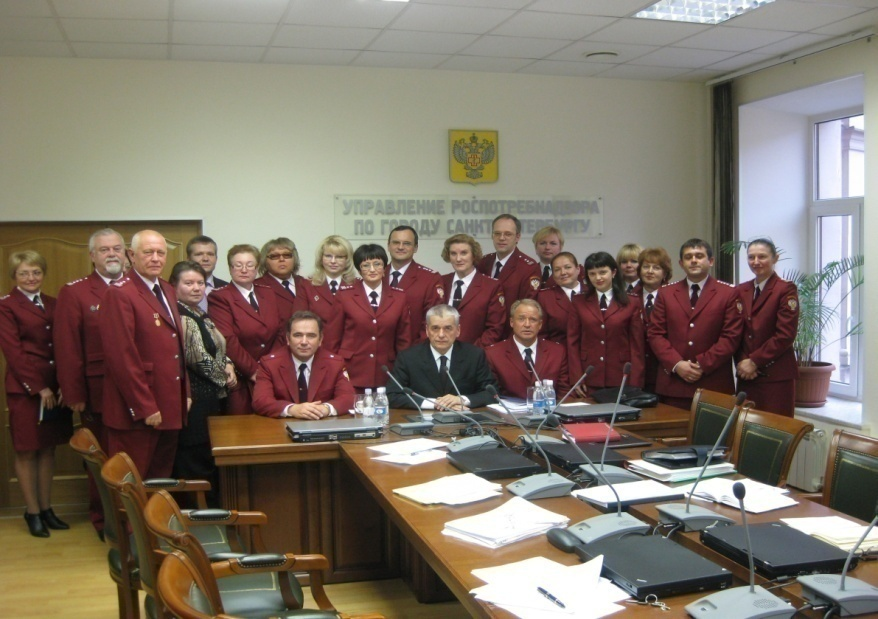 УПРАВЛЕНИЕ РОСПОТРЕБНАДЗОРА
ПО ГОРОДУ САНКТ-ПЕТЕРБУРГУ